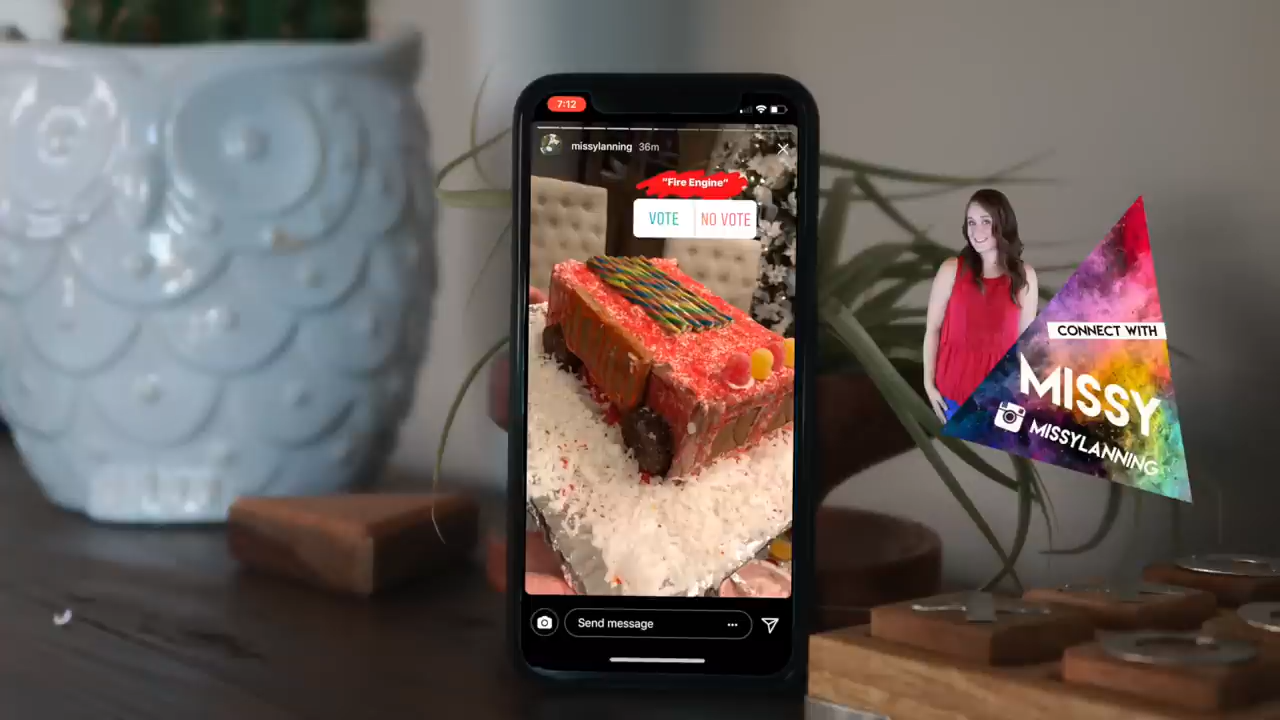 7:12
missylanning 36m
"Fire Engine"
VOTE NO VOTE
Send message
CONNECT WITH
MISSY
MISSYLANNING